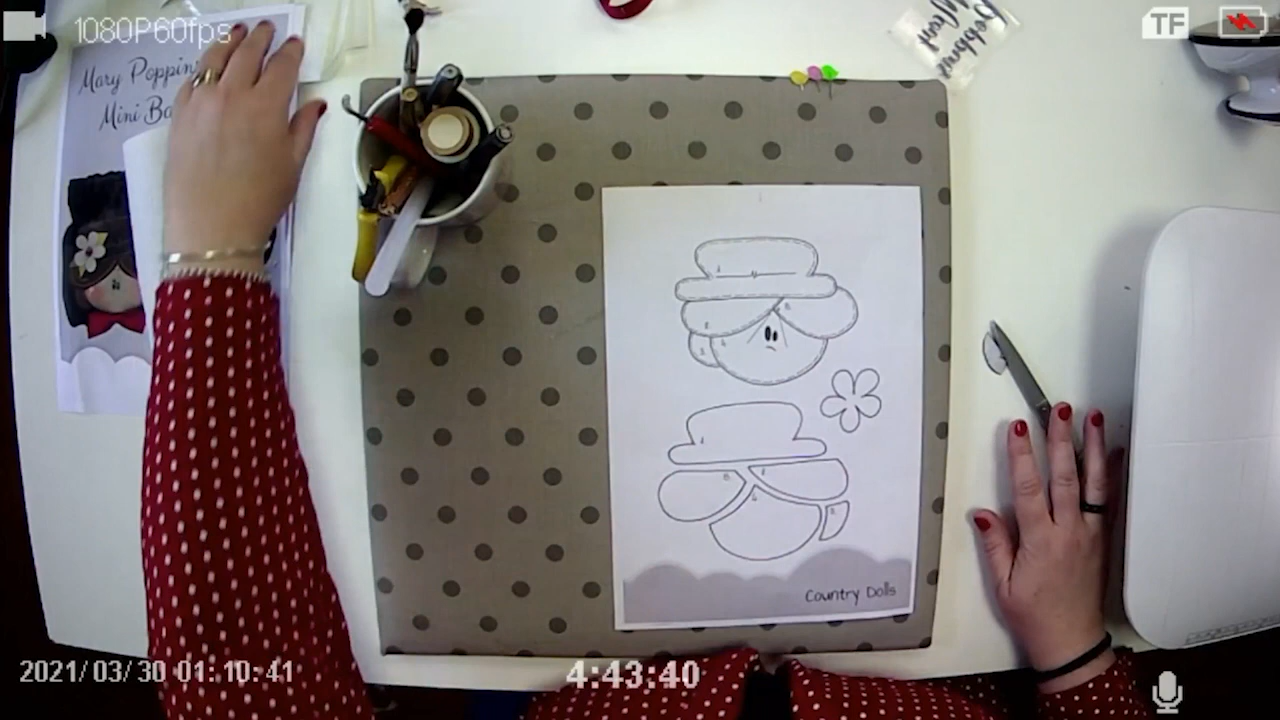 1080P60fps
TF
Mary Poppin
Mini Ba
Country Dolls
2021/03/30 01:10:41
4:43:40